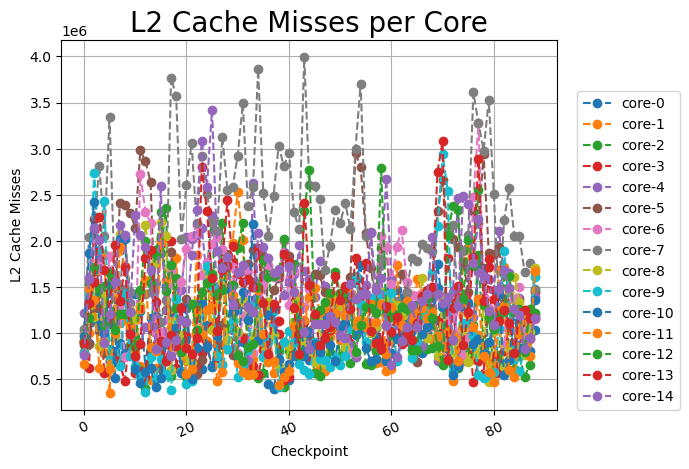 L2 Cache Misses per Core
1e6
4.0
3.5
3.0
2.5
2.0
1.5
1.0
0.5
L2 Cache Misses
0
20
40
60
80
Checkpoint
core-0
core-1
core-2
core-3
core-4
core-5
core-6
core-7
core-8
core-9
core-10
core-11
core-12
core-13
core-14